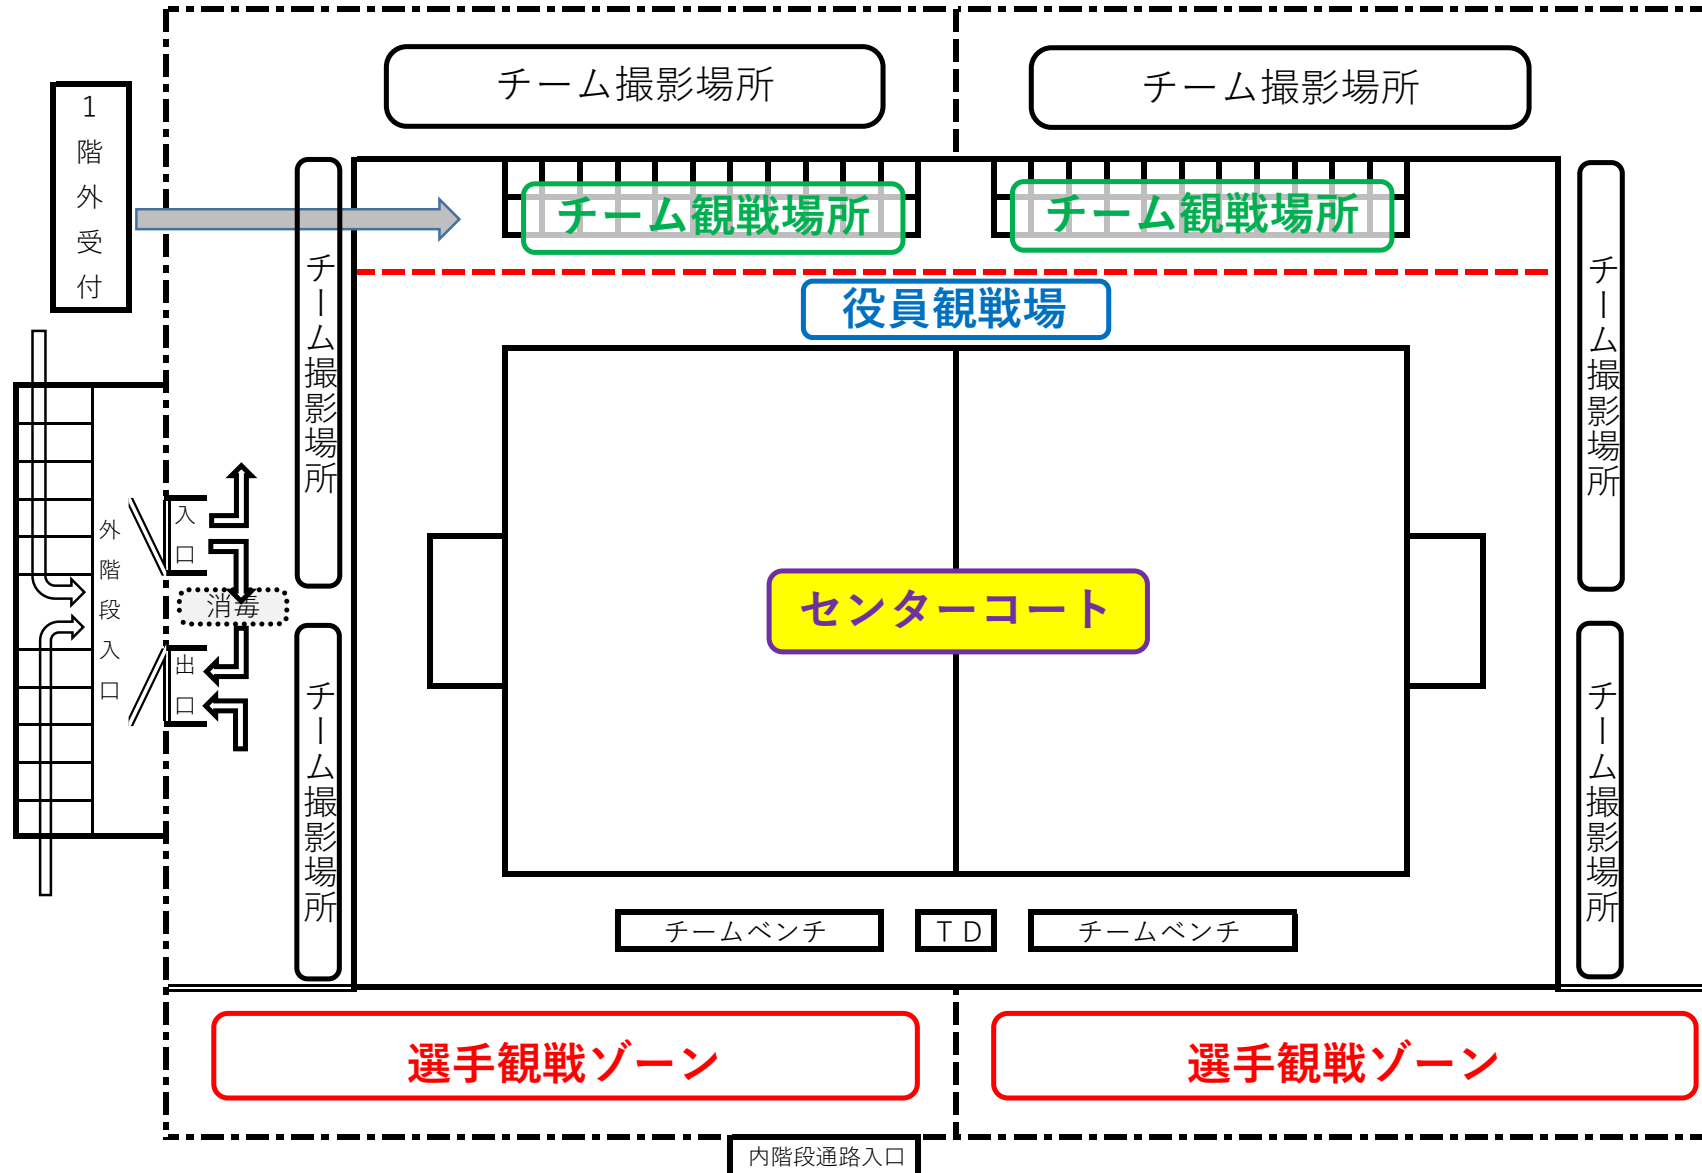 チーム撮影場所
チーム撮影場所
1階外受付
チーム観戦場所
チーム観戦場所
役員観戦場
チーム撮影場所
チーム撮影場所
外階段入口
入口
消毒
出口
センターコート
チーム撮影場所
チーム撮影場所
チームベンチ
ＴＤ
チームベンチ
選手観戦ゾーン
選手観戦ゾーン
内階段通路入口